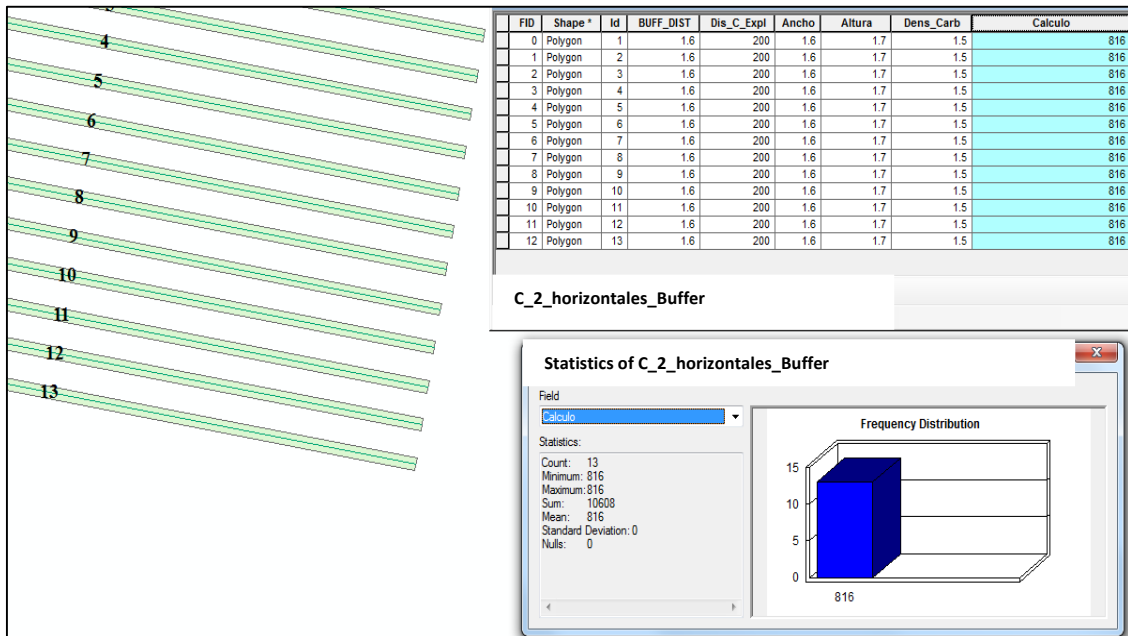 4
5
6
7
8
9
10
11
12
13
FID Shape * Id BUFF_DIST Dis_C_Expl Ancho Altura Dens_Carb Calculo
0 Polygon 1 1.6 200 1.6 1.7 1.5 816
1 Polygon 2 1.6 200 1.6 1.7 1.5 816
2 Polygon 3 1.6 200 1.6 1.7 1.5 816
3 Polygon 4 1.6 200 1.6 1.7 1.5 816
4 Polygon 5 1.6 200 1.6 1.7 1.5 816
5 Polygon 6 1.6 200 1.6 1.7 1.5 816
6 Polygon 7 1.6 200 1.6 1.7 1.5 816
7 Polygon 8 1.6 200 1.6 1.7 1.5 816
8 Polygon 9 1.6 200 1.6 1.7 1.5 816
9 Polygon 10 1.6 200 1.6 1.7 1.5 816
10 Polygon 11 1.6 200 1.6 1.7 1.5 816
11 Polygon 12 1.6 200 1.6 1.7 1.5 816
12 Polygon 13 1.6 200 1.6 1.7 1.5 816
C_2_horizontales_Buffer
Statistics of C_2_horizontales_Buffer
Field
Calculo
Statistics:
Count: 13
Minimum: 816
Maximum: 816
Sum: 10608
Mean: 816
Standard Deviation: 0
Nulls: 0
Frequency Distribution
15
10
5
0
816